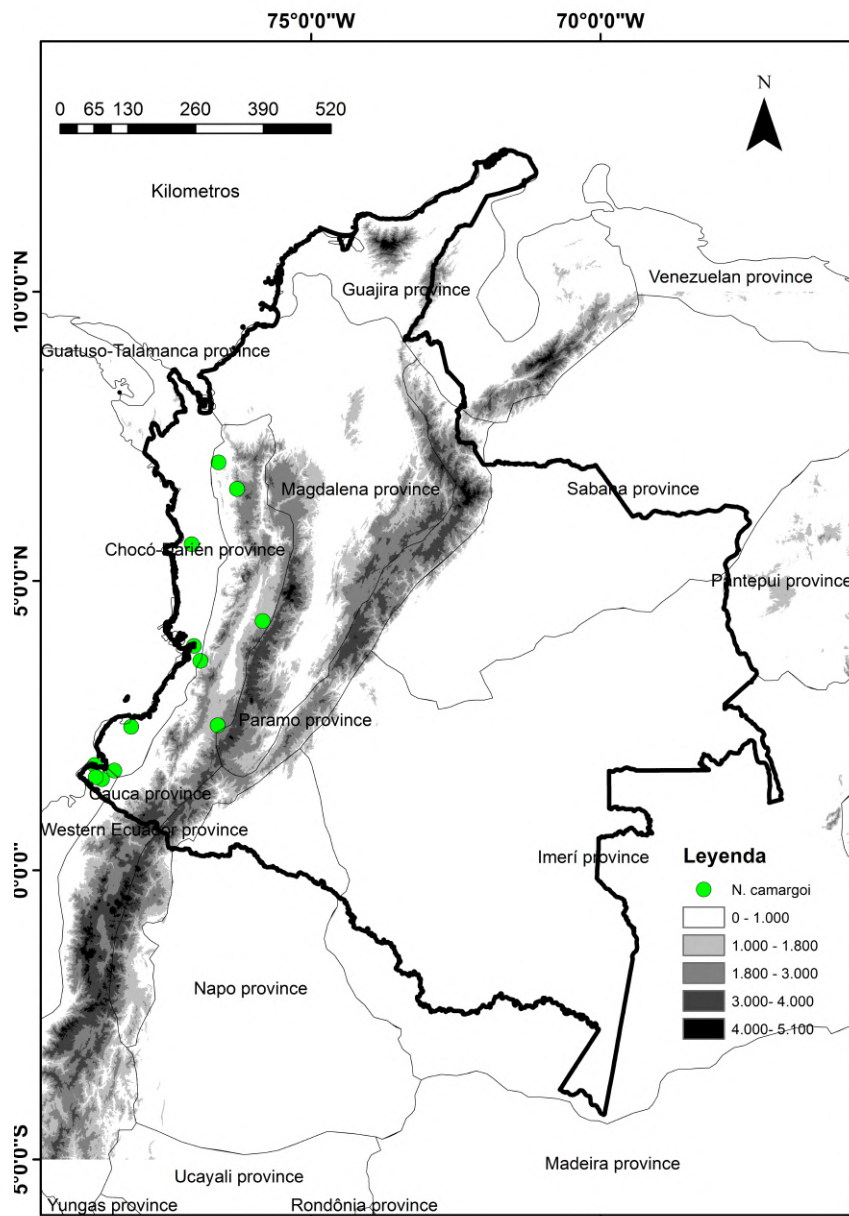 75°0'0"W 70°0'0"W
N
0 65 130 260 390 520
Kilometros
10°0'0"N
Guajira province
Venezuelan province
Guatuso-Talamanca province
Magdalena province
Sabana province
Chocó-Darién province
5°0'0"N
Pantepui province
Paramo province
Cauca province
Western Ecuador province
Imerí province
0°0'0"
Leyenda
N. camargoi
0 - 1.000
1.000 - 1.800
1.800 - 3.000
3.000- 4.000
4.000- 5.100
Napo province
5°0'0"S
Madeira province
Ucayali province
Yungas province
Rondônia province